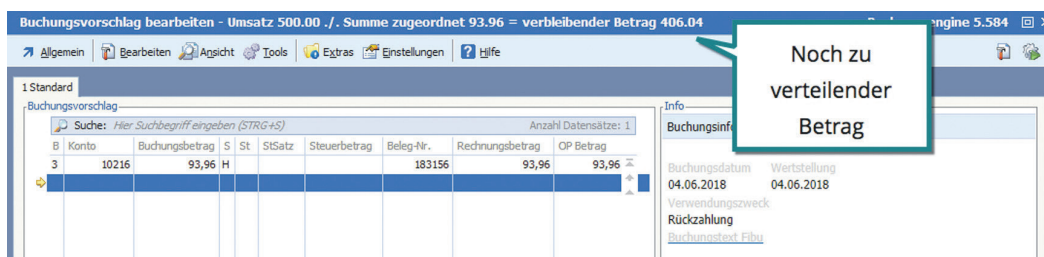 Buchungsvorschlag bearbeiten - Umsatz 500.00 ./. Summe zugeordnet 93.96 = verbleibender Betrag 406.04 engine 5.584
Allgemein Bearbeiten Ansicht Tools Extras Einstellungen Hilfe
Noch zu
verteilender
Betrag
1 Standard
Buchungsvorschlag
Info
Suche: Hier Suchbegriff eingeben (STRG+S) Anzahl Datensätze: 1
B Konto Buchungsbetrag S St StSatz Steuerbetrag Beleg-Nr. Rechnungsbetrag OP Betrag
3 10216 93,96 H 183156 93,96 93,96
Buchungsdatum Wertstellung
04.06.2018 04.06.2018
Verwendungszweck
Rückzahlung
Buchungstext Fibu